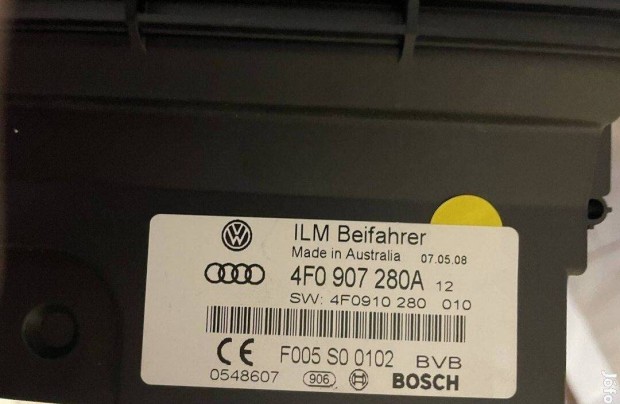 ILM Beifahrer
Made in Australia 07.05.08
4F0 907 280A 12
SW: 4F0910 280 010
CE F005 S0 0102 BVB
0548607 906 BOSCH
Jófo